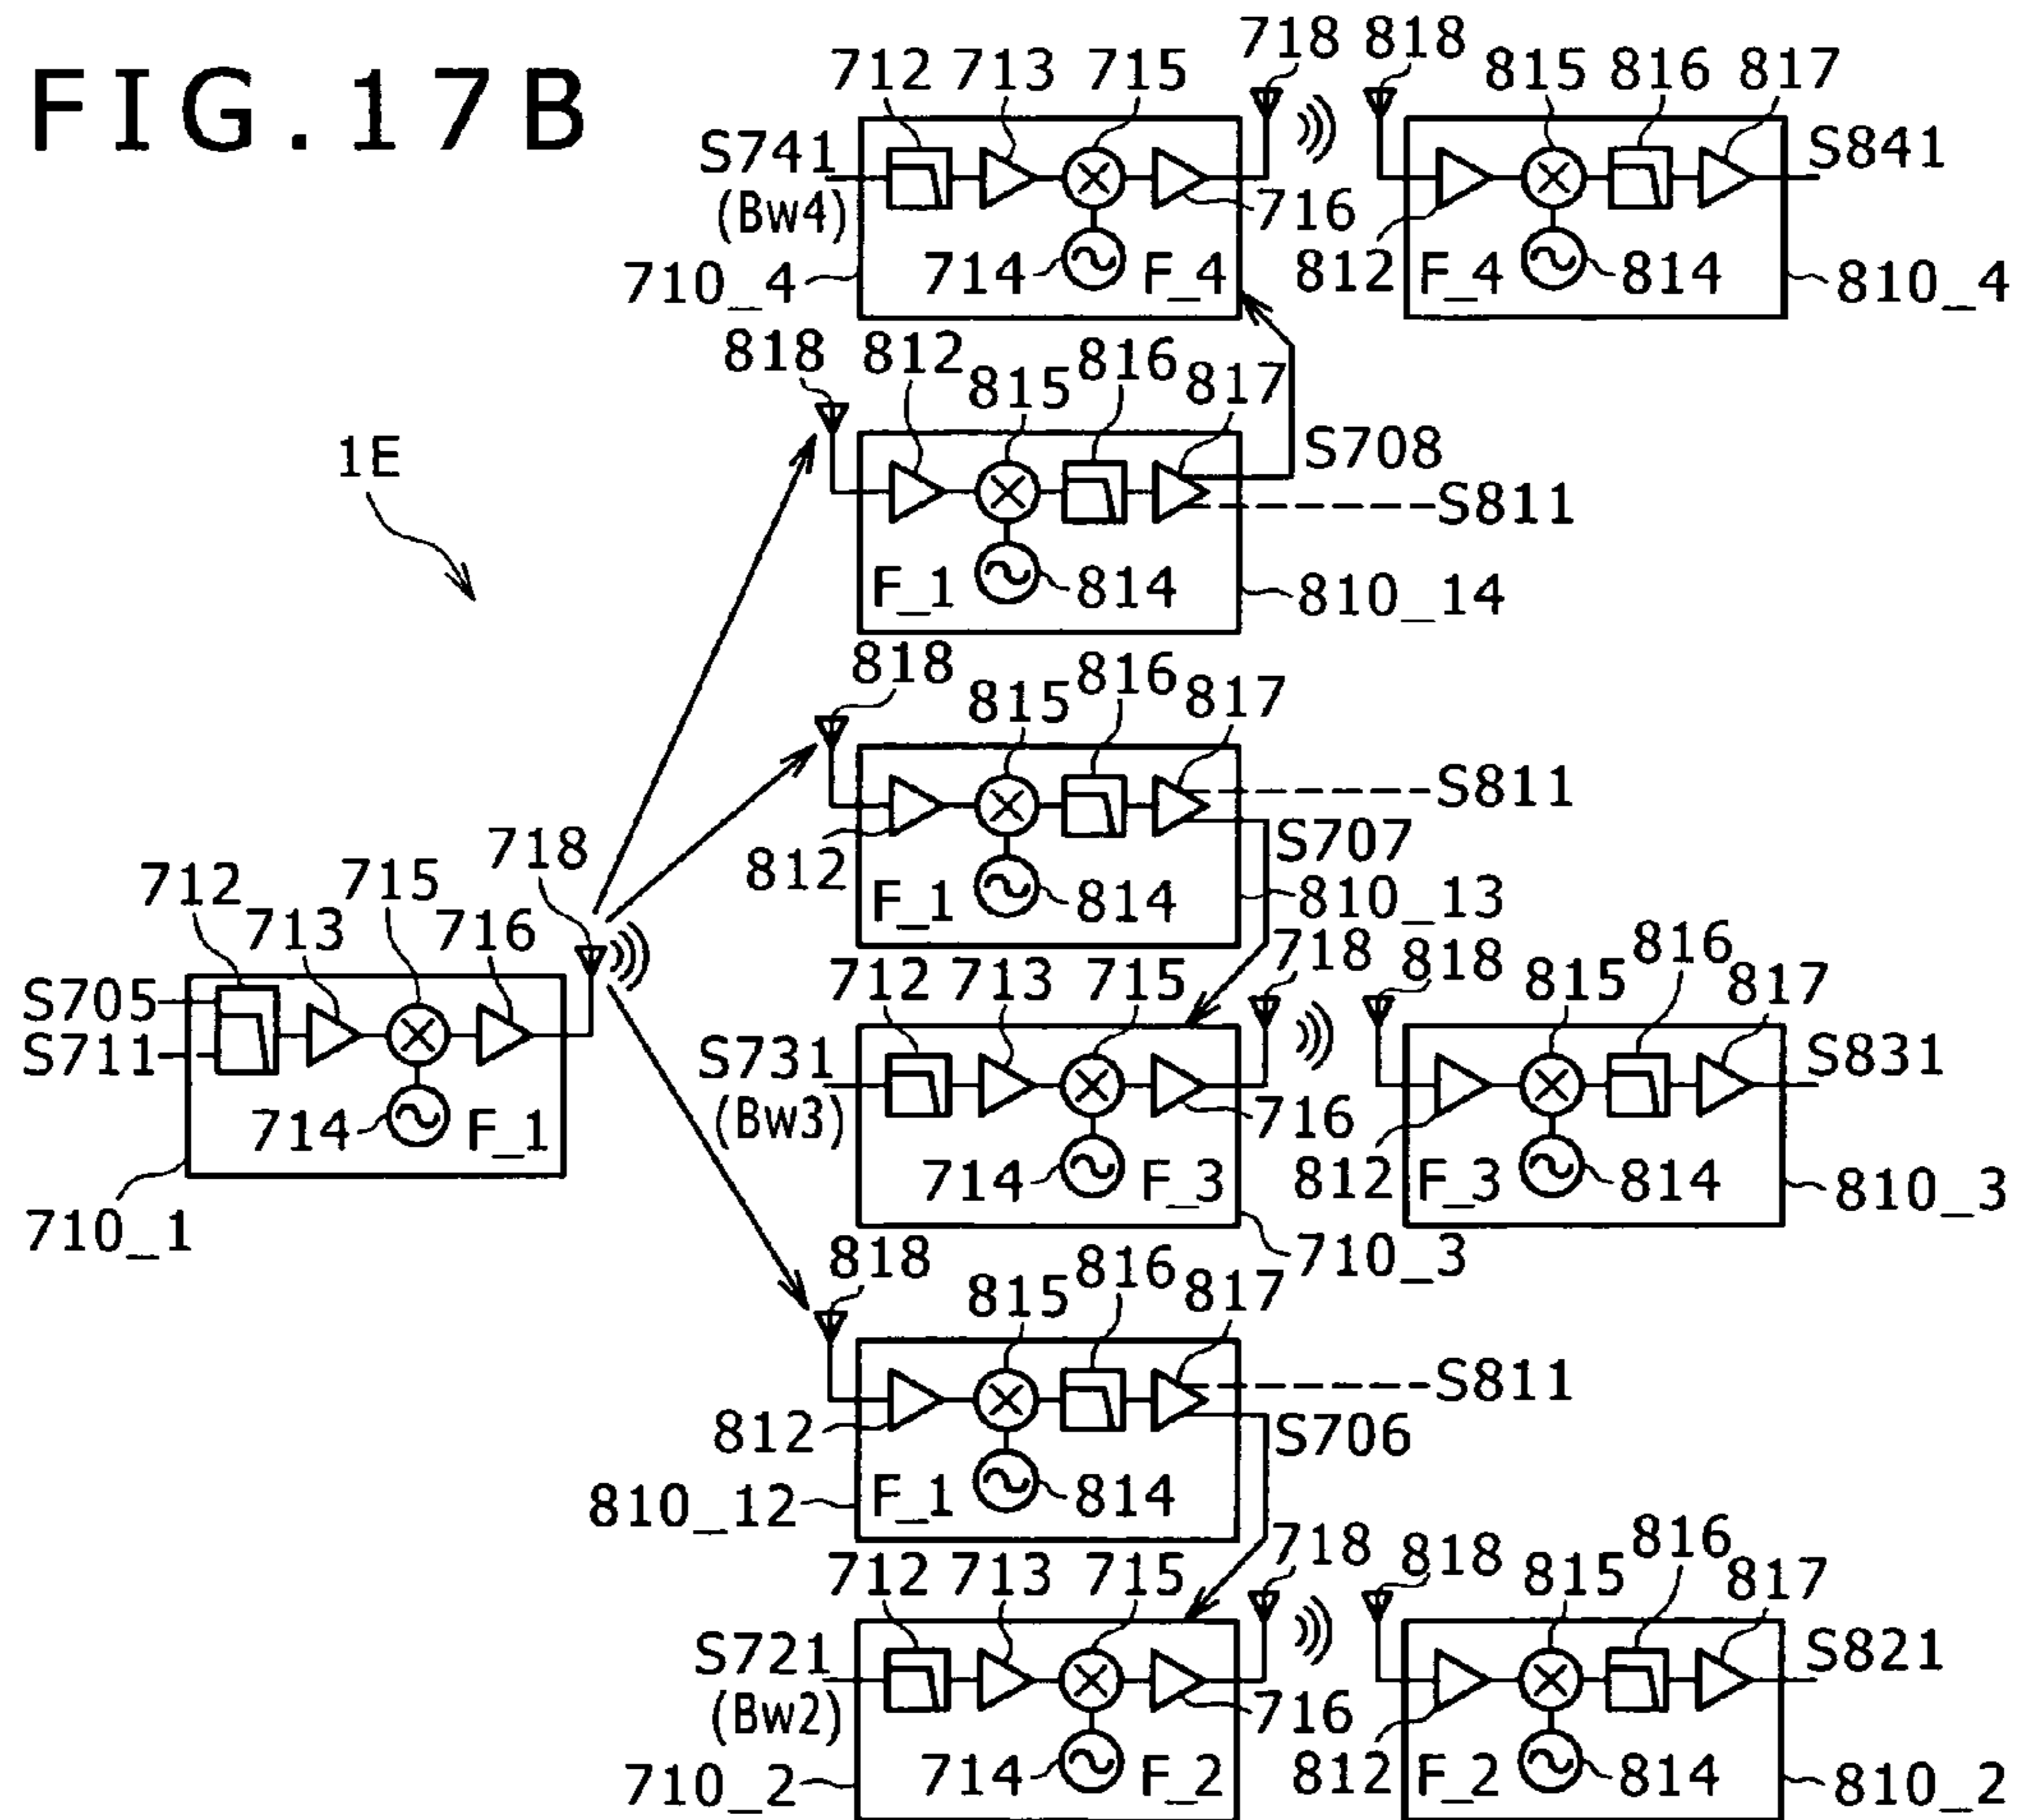 FIG.17B
718 818
712 713 715 815 816 817
S741 S841
(BW4) 716
710_4 714 F_4 812 F_4 814 810_4
818 812 815 816 817
1E
S708
S811
F_1 814 810_14
818 815 816 817
S811
S707
812 F_1 814 810_13
718
712 713 715 716
S705
S711
714 F_1
710_1
712 713 715 718 818 815 816 817
S731 S831
(BW3) 716
714 F_3 812 F_3 814 810_3
710_3
818 815 816 817
S811
812 S706
810_12 F_1 814
712 713 715 718 818 815 816 817
S721 S821
(BW2) 716
710_2 714 F_2 812 F_2 814 810_2